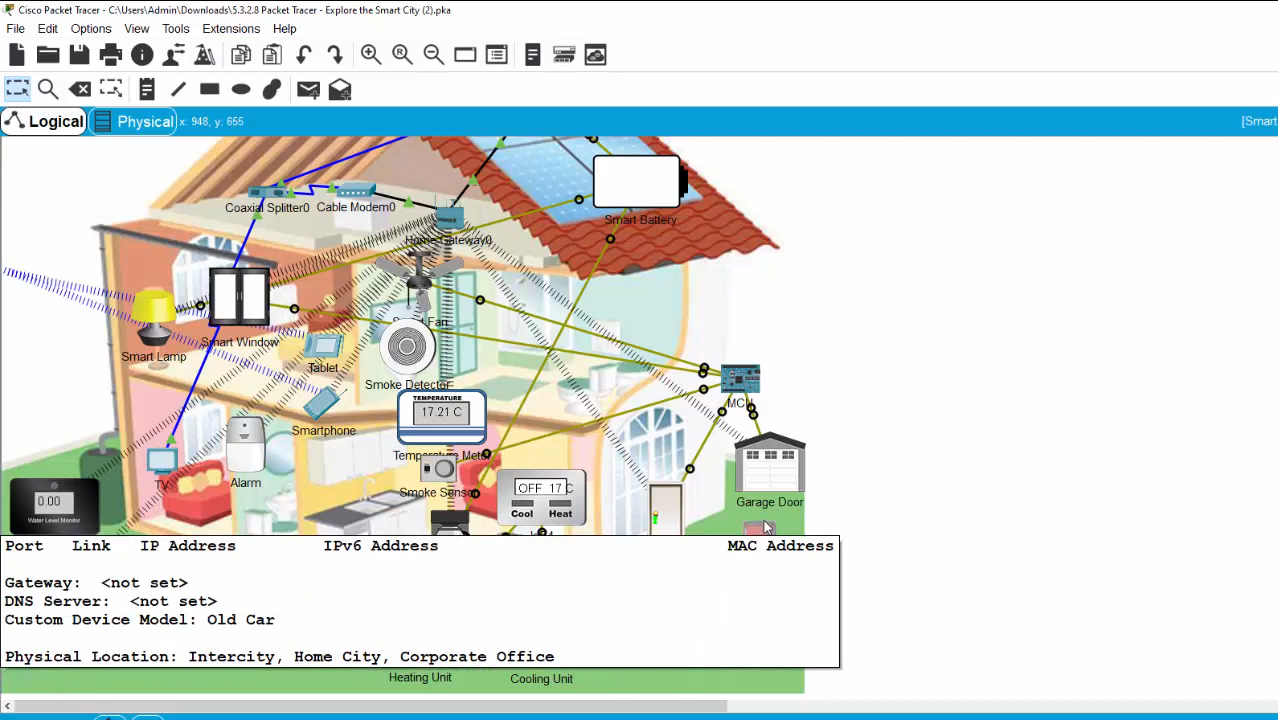 Cisco Packet Tracer - C:\Users\Admin\Downloads\5.3.2.8 Packet Tracer - Explore the Smart City (2).pka
File Edit Options View Tools Extensions Help
Logical Physical x: 948, y: 655 [Smart
Smart Battery
Coaxial Splitter0 Cable Modem0
Home Gateway0
Smart Window
Smart Lamp
Tablet
Smoke Detector
MCU
TEMPERATURE
17.21 C
Smartphone
Temperature Meter
TV
Alarm
Smoke Sensor
OFF 17 C
Cool Heat
Garage Door
0.00
Water Level Monitor
Port Link IP Address IPv6 Address MAC Address
Gateway: <not set>
DNS Server: <not set>
Custom Device Model: Old Car
Physical Location: Intercity, Home City, Corporate Office
Heating Unit Cooling Unit